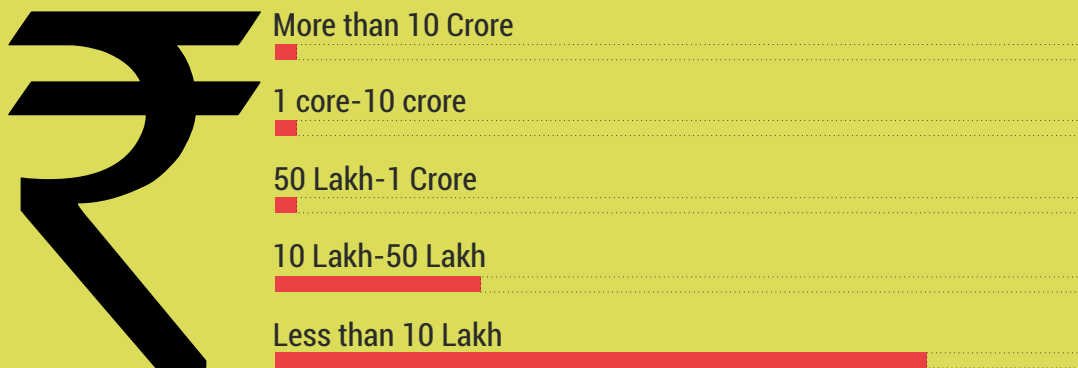 More than 10 Crore
1 core-10 crore
50 Lakh-1 Crore
10 Lakh-50 Lakh
Less than 10 Lakh